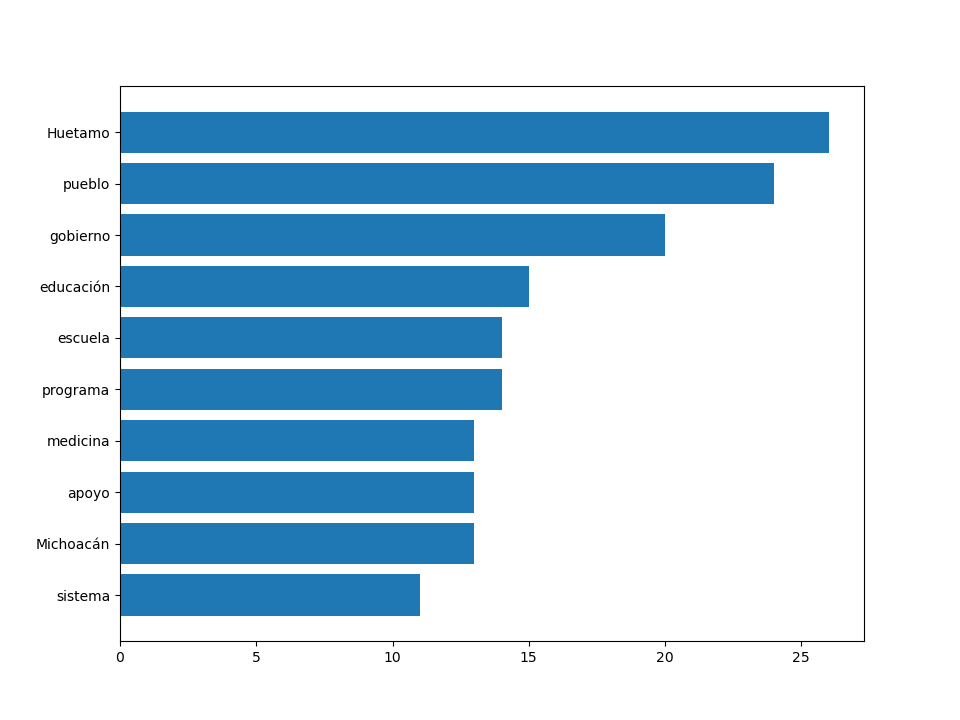 Huetamo
pueblo
gobierno
educación
escuela
programa
medicina
apoyo
Michoacán
sistema
0 5 10 15 20 25